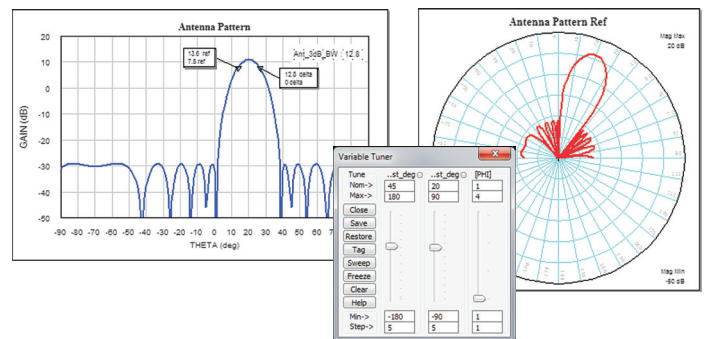 Antenna Pattern
20
10
0
-10
-20
-30
-40
-50
GAIN (dB)
13.6 ref
7.8 ref
Ant_3dB_BW : 12.8
12.8 delta
0 delta
-90 -80 -70 -60 -50 -40 -30 -20 -10 0 10 20 30 40 50 60
THETA (deg)
Antenna Pattern Ref
Mag Max
20 dB
Mag Min
-50 dB
Variable Tuner
Tune ..st_deg ..st_deg [PHI]
Nom-> 45 20 1
Max-> 180 90 4
Close
Save
Restore
Tag
Sweep
Freeze
Clear
Help
Min-> -180 -90 1
Step-> 5 5 1